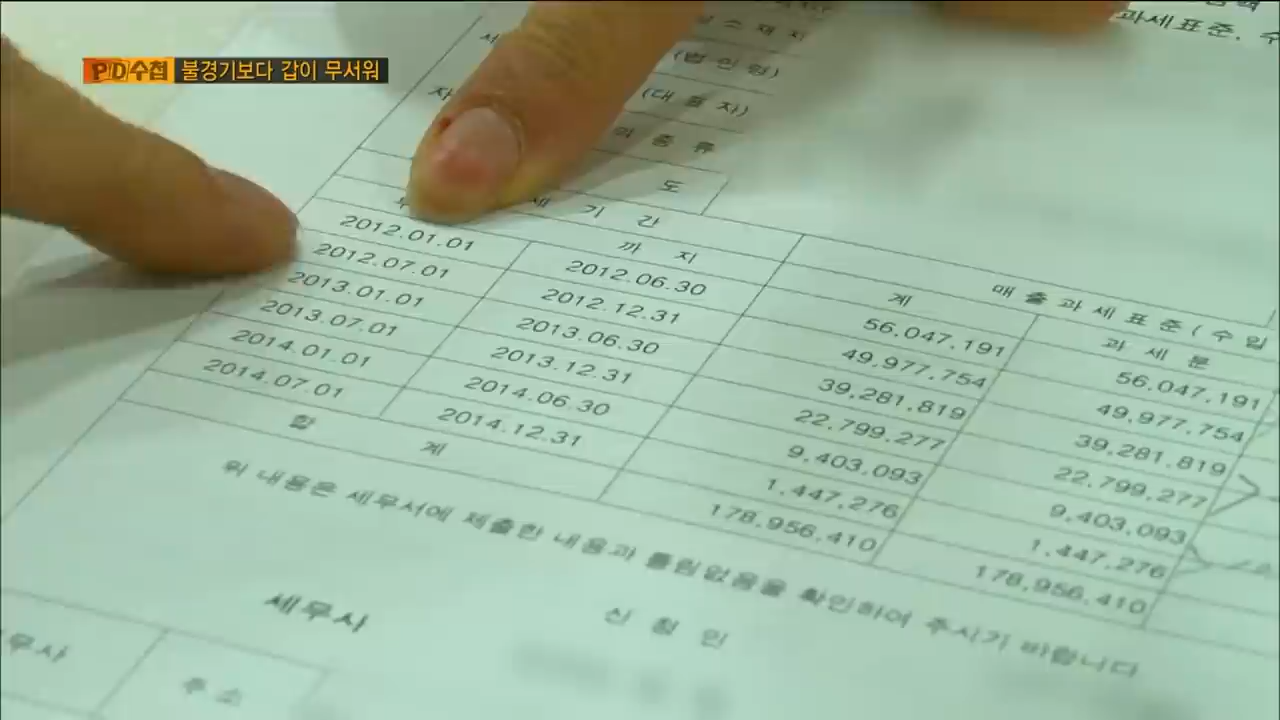 PD수첩 불경기보다 갑이 무서워
과세표준, 수
소 재 지
(법 인 명)
(대 표 자)
의 종 류
도
세 기 간
까 지
매 출 과 세 표 준 ( 수 입
계
과 세 분
2012.01.01 2012.06.30 56,047,191 56,047,191
2012.07.01 2012.12.31 49,977,754 49,977,754
2013.01.01 2013.06.30 39,281,819 39,281,819
2013.07.01 2013.12.31 22,799,277 22,799,277
2014.01.01 2014.06.30 9,403,093 9,403,093
2014.07.01 2014.12.31 1,447,276 1,447,276
합 계 178,956,410 178,956,410
위 내용은 세무서에 제출한 내용과 틀림없음을 확인하여 주시기 바랍니다
세무사 신 청 인
무사 주 소